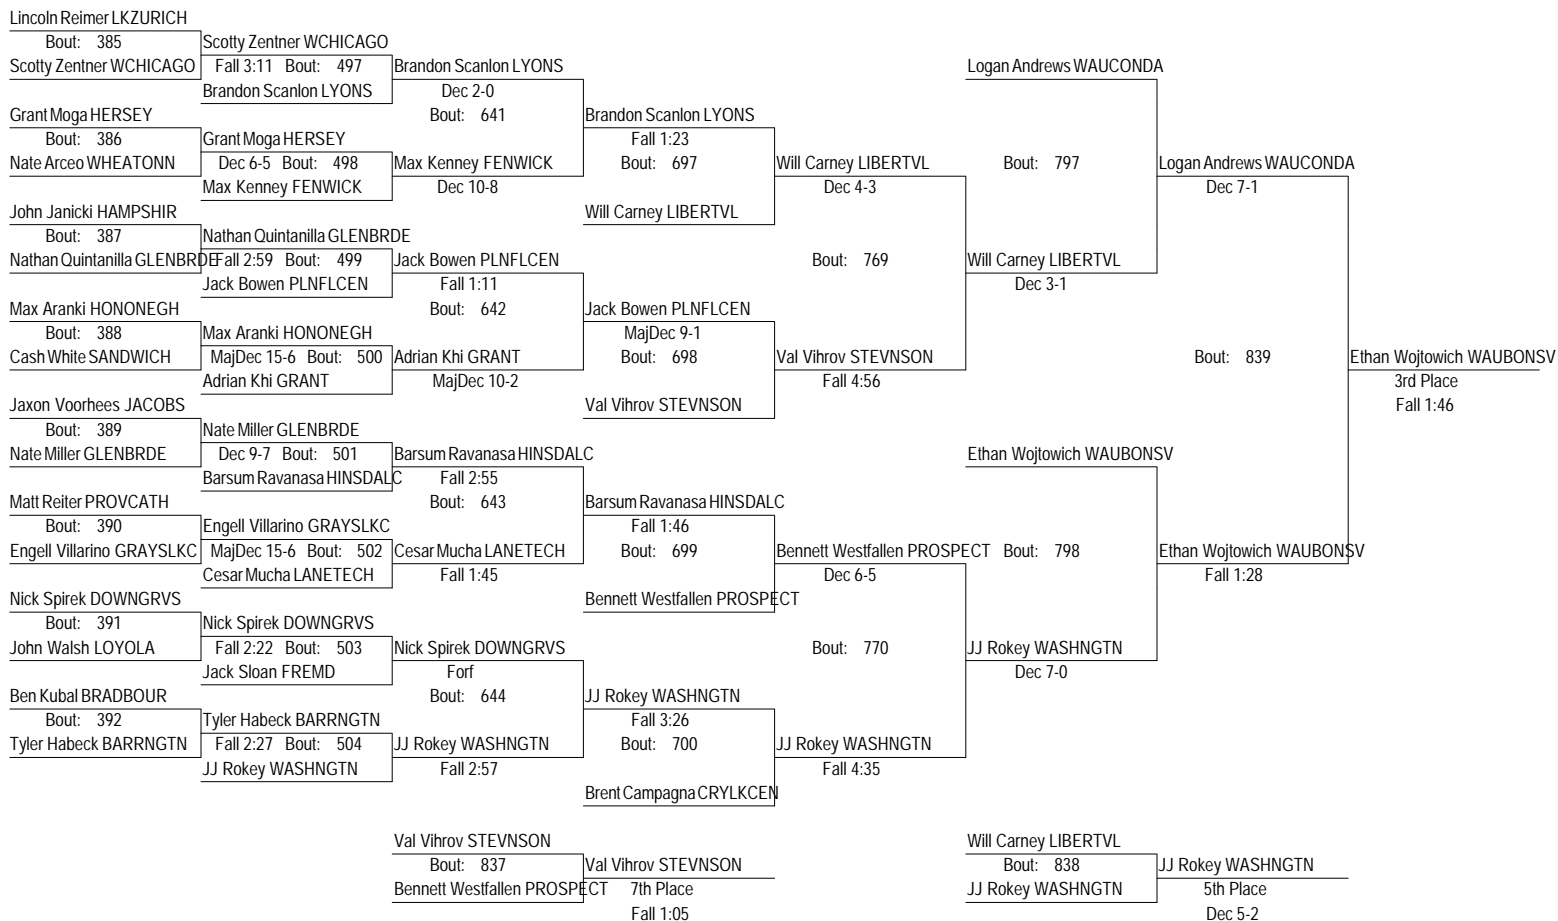 Lincoln Reimer LKZURICH
Bout: 385
Scotty Zentner WCHICAGO
Scotty Zentner WCHICAGO
Fall 3:11 Bout: 497
Brandon Scanlon LYONS
Brandon Scanlon LYONS
Dec 2-0
Bout: 641
Logan Andrews WAUCONDA
Grant Moga HERSEY
Bout: 386
Nate Arceo WHEATONN
Grant Moga HERSEY
Dec 6-5 Bout: 498
Max Kenney FENWICK
Max Kenney FENWICK
Dec 10-8
Brandon Scanlon LYONS
Fall 1:23
Bout: 697
Will Carney LIBERTVL
Will Carney LIBERTVL
Dec 4-3
Bout: 797
Logan Andrews WAUCONDA
Dec 7-1
John Janicki HAMPSHIR
Bout: 387
Nathan Quintanilla GLENBRDE
Nathan Quintanilla GLENBRDE
Fall 2:59 Bout: 499
Jack Bowen PLNFLCEN
Jack Bowen PLNFLCEN
Fall 1:11
Bout: 642
Bout: 769
Will Carney LIBERTVL
Dec 3-1
Max Aranki HONONEGH
Bout: 388
Cash White SANDWICH
Max Aranki HONONEGH
MajDec 15-6 Bout: 500
Adrian Khi GRANT
Adrian Khi GRANT
MajDec 10-2
Jack Bowen PLNFLCEN
MajDec 9-1
Bout: 698
Val Vihrov STEVNSON
Val Vihrov STEVNSON
Fall 4:56
Bout: 839
Ethan Wojtowich WAUBONSV
3rd Place
Fall 1:46
Jaxon Voorhees JACOBS
Bout: 389
Nate Miller GLENBRDE
Nate Miller GLENBRDE
Dec 9-7 Bout: 501
Barsum Ravanasa HINSDALC
Barsum Ravanasa HINSDALC
Fall 2:55
Bout: 643
Ethan Wojtowich WAUBONSV
Matt Reiter PROVCATH
Bout: 390
Engell Villarino GRAYSLKC
Engell Villarino GRAYSLKC
MajDec 15-6 Bout: 502
Cesar Mucha LANETECH
Cesar Mucha LANETECH
Fall 1:45
Barsum Ravanasa HINSDALC
Fall 1:46
Bout: 699
Bennett Westfallen PROSPECT
Bennett Westfallen PROSPECT
Dec 6-5
Bout: 798
Ethan Wojtowich WAUBONSV
Fall 1:28
Nick Spirek DOWNGRVS
Bout: 391
John Walsh LOYOLA
Nick Spirek DOWNGRVS
Fall 2:22 Bout: 503
Jack Sloan FREMD
Nick Spirek DOWNGRVS
Forf
Bout: 644
Bout: 770
JJ Rokey WASHNGTN
Dec 7-0
Ben Kubal BRADBOUR
Bout: 392
Tyler Habeck BARRNGTN
Tyler Habeck BARRNGTN
Fall 2:27 Bout: 504
JJ Rokey WASHNGTN
JJ Rokey WASHNGTN
Fall 2:57
JJ Rokey WASHNGTN
Fall 3:26
Bout: 700
Brent Campagna CRYLKCEN
JJ Rokey WASHNGTN
Fall 4:35
Val Vihrov STEVNSON
Bout: 837
Bennett Westfallen PROSPECT
Val Vihrov STEVNSON
7th Place
Fall 1:05
Will Carney LIBERTVL
Bout: 838
JJ Rokey WASHNGTN
JJ Rokey WASHNGTN
5th Place
Dec 5-2